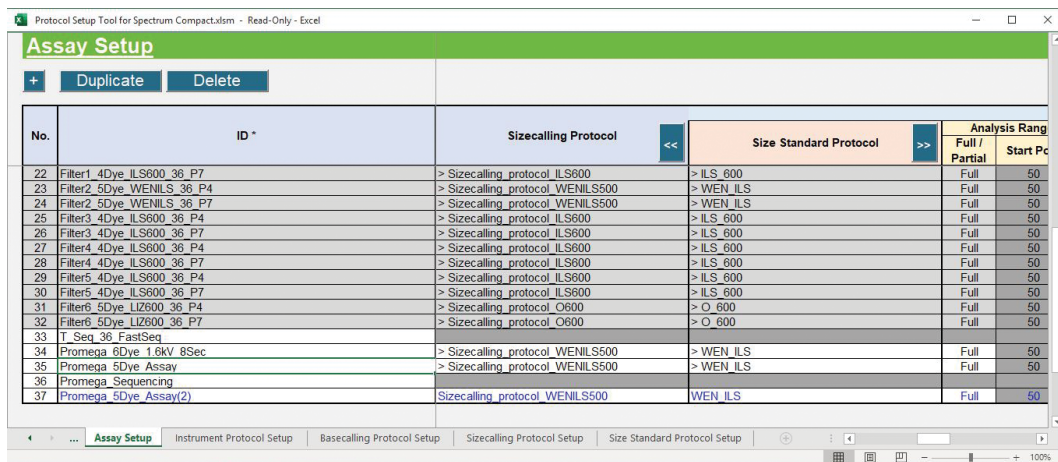 Protocol Setup Tool for Spectrum Compact.xlsm - Read-Only - Excel
Assay Setup
+ Duplicate Delete
No. ID * Sizecalling Protocol << Size Standard Protocol >> Analysis Rang
Full / Partial Start Po
22 Filter1_4Dye_ILS600_36_P7 > Sizecalling_protocol_ILS600 > ILS_600 Full 50
23 Filter2_5Dye_WENILS_36_P4 > Sizecalling_protocol_WENILS500 > WEN_ILS Full 50
24 Filter2_5Dye_WENILS_36_P7 > Sizecalling_protocol_WENILS500 > WEN_ILS Full 50
25 Filter3_4Dye_ILS600_36_P4 > Sizecalling_protocol_ILS600 > ILS_600 Full 50
26 Filter3_4Dye_ILS600_36_P7 > Sizecalling_protocol_ILS600 > ILS_600 Full 50
27 Filter4_4Dye_ILS600_36_P4 > Sizecalling_protocol_ILS600 > ILS_600 Full 50
28 Filter4_4Dye_ILS600_36_P7 > Sizecalling_protocol_ILS600 > ILS_600 Full 50
29 Filter5_4Dye_ILS600_36_P4 > Sizecalling_protocol_ILS600 > ILS_600 Full 50
30 Filter5_4Dye_ILS600_36_P7 > Sizecalling_protocol_ILS600 > ILS_600 Full 50
31 Filter6_5Dye_LIZ600_36_P4 > Sizecalling_protocol_O600 > O_600 Full 50
32 Filter6_5Dye_LIZ600_36_P7 > Sizecalling_protocol_O600 > O_600 Full 50
33 T_Seq_36_FastSeq
34 Promega_6Dye_1.6kV_8Sec > Sizecalling_protocol_WENILS500 > WEN_ILS Full 50
35 Promega_5Dye_Assay > Sizecalling_protocol_WENILS500 > WEN_ILS Full 50
36 Promega_Sequencing
37 Promega_5Dye_Assay(2) Sizecalling_protocol_WENILS500 WEN_ILS Full 50
... Assay Setup Instrument Protocol Setup Basecalling Protocol Setup Sizecalling Protocol Setup Size Standard Protocol Setup
100%